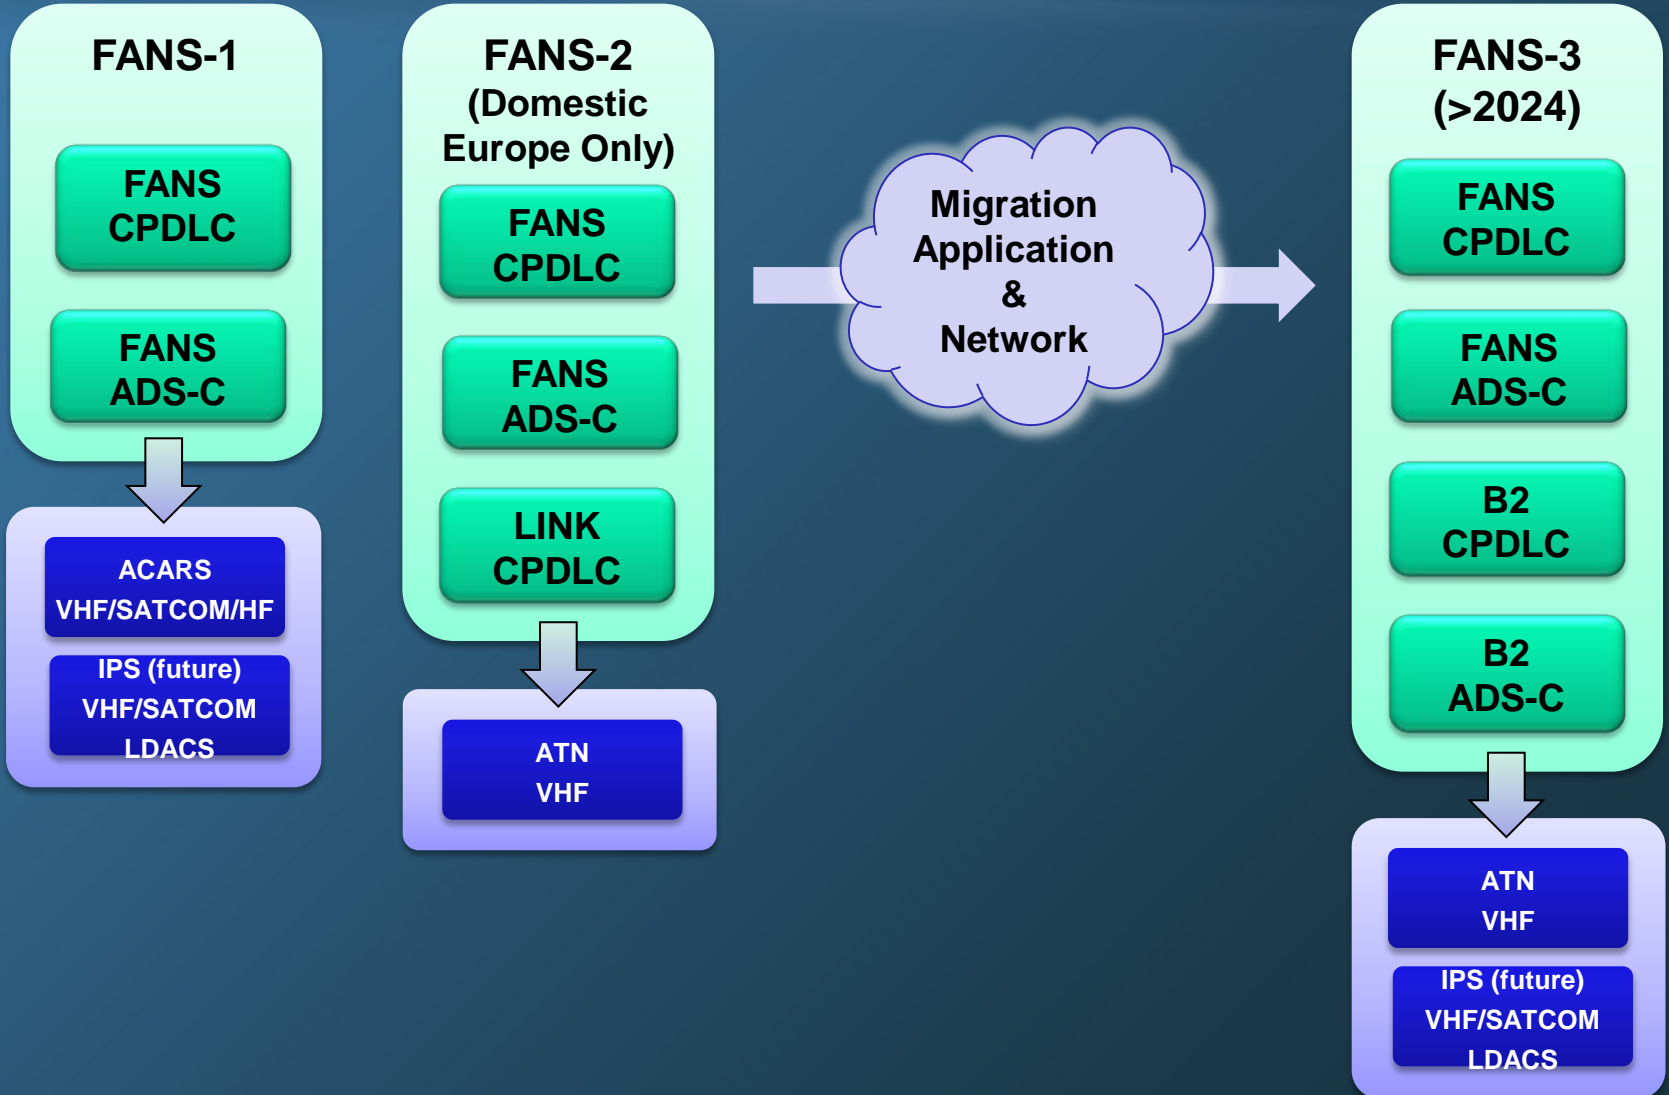 FANS-1
FANS
CPDLC
FANS
ADS-C
ACARS
VHF/SATCOM/HF
IPS (future)
VHF/SATCOM
LDACS
FANS-2
(Domestic
Europe Only)
FANS
CPDLC
FANS
ADS-C
LINK
CPDLC
ATN
VHF
Migration
Application
&
Network
FANS-3
(>2024)
FANS
CPDLC
FANS
ADS-C
B2
CPDLC
B2
ADS-C
ATN
VHF
IPS (future)
VHF/SATCOM
LDACS